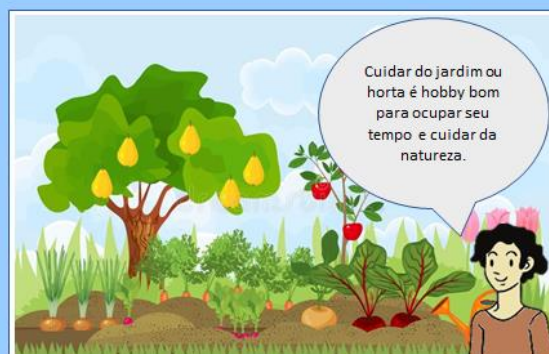 Cuidar do jardim ou
horta é hobby bom
para ocupar seu
tempo e cuidar da
natureza.